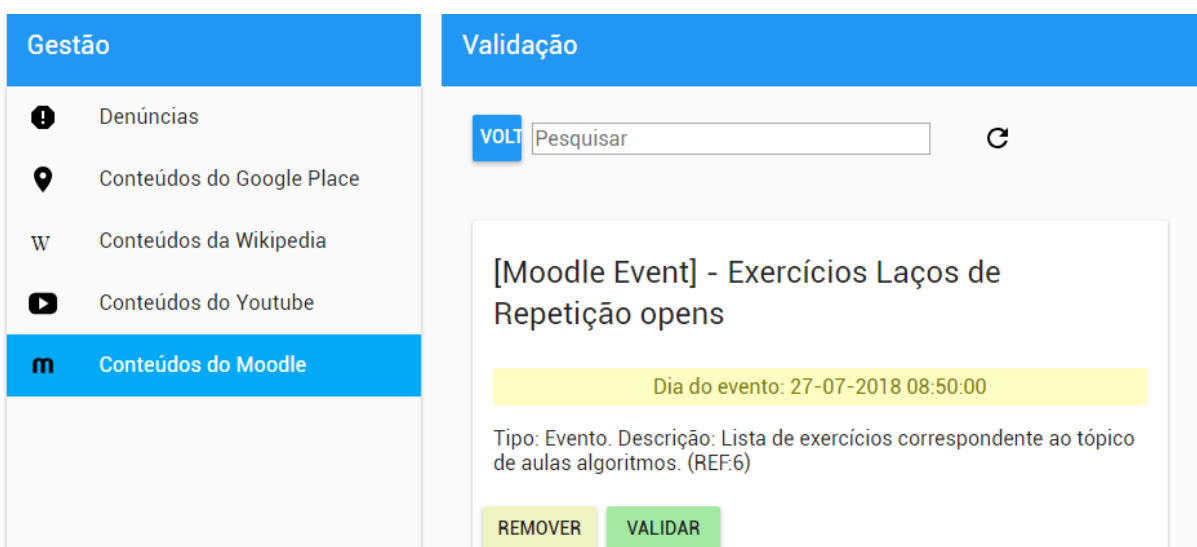 Gestão
Denúncias
Conteúdos do Google Place
W
Conteúdos da Wikipedia
Conteúdos do Youtube
m
Conteúdos do Moodle
Validação
VOLT
Pesquisar
[Moodle Event] - Exercícios Laços de
Repetição opens
Dia do evento: 27-07-2018 08:50:00
Tipo: Evento. Descrição: Lista de exercícios correspondente ao tópico
de aulas algoritmos. (REF:6)
REMOVER
VALIDAR